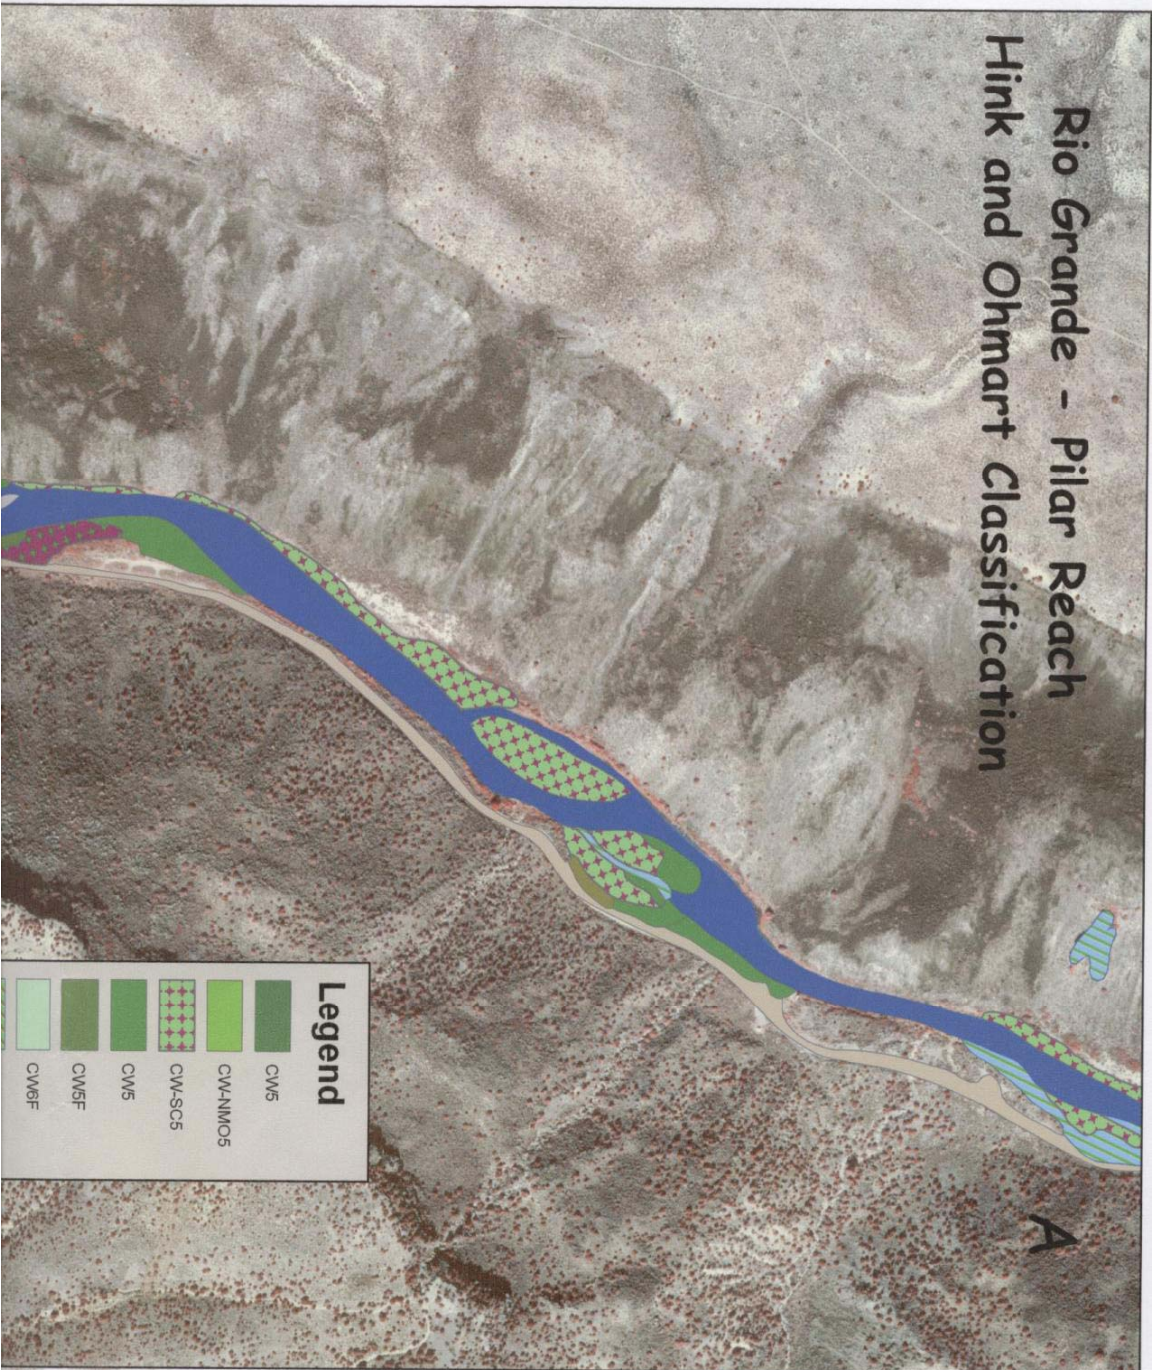 Rio Grande - Pilar Reach
Hink and Ohmart Classification
A
Legend
CW5
CW-NMO5
CW-SC5
CW5
CW5F
CW6F